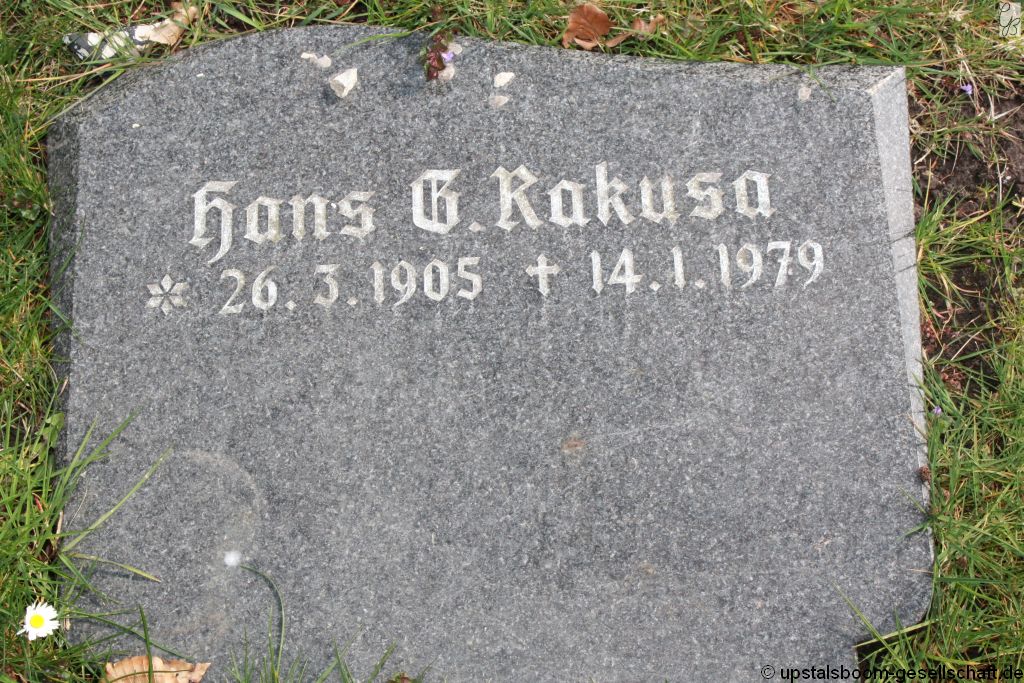 Hans G. Rakusa
* 26. 3. 1905 † 14. 1. 1979
© upstalsboom-gesellschaft.de